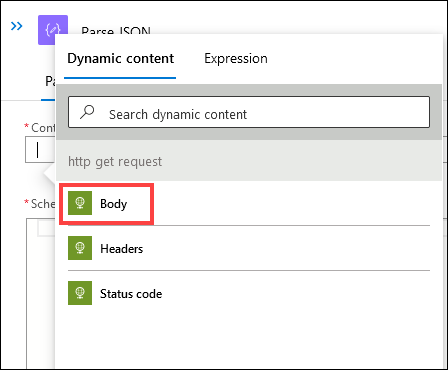 Parse JSON
Dynamic content
Expression
Pa
Search dynamic content
* Cont
http get request
Body
* Sche
Headers
Status code